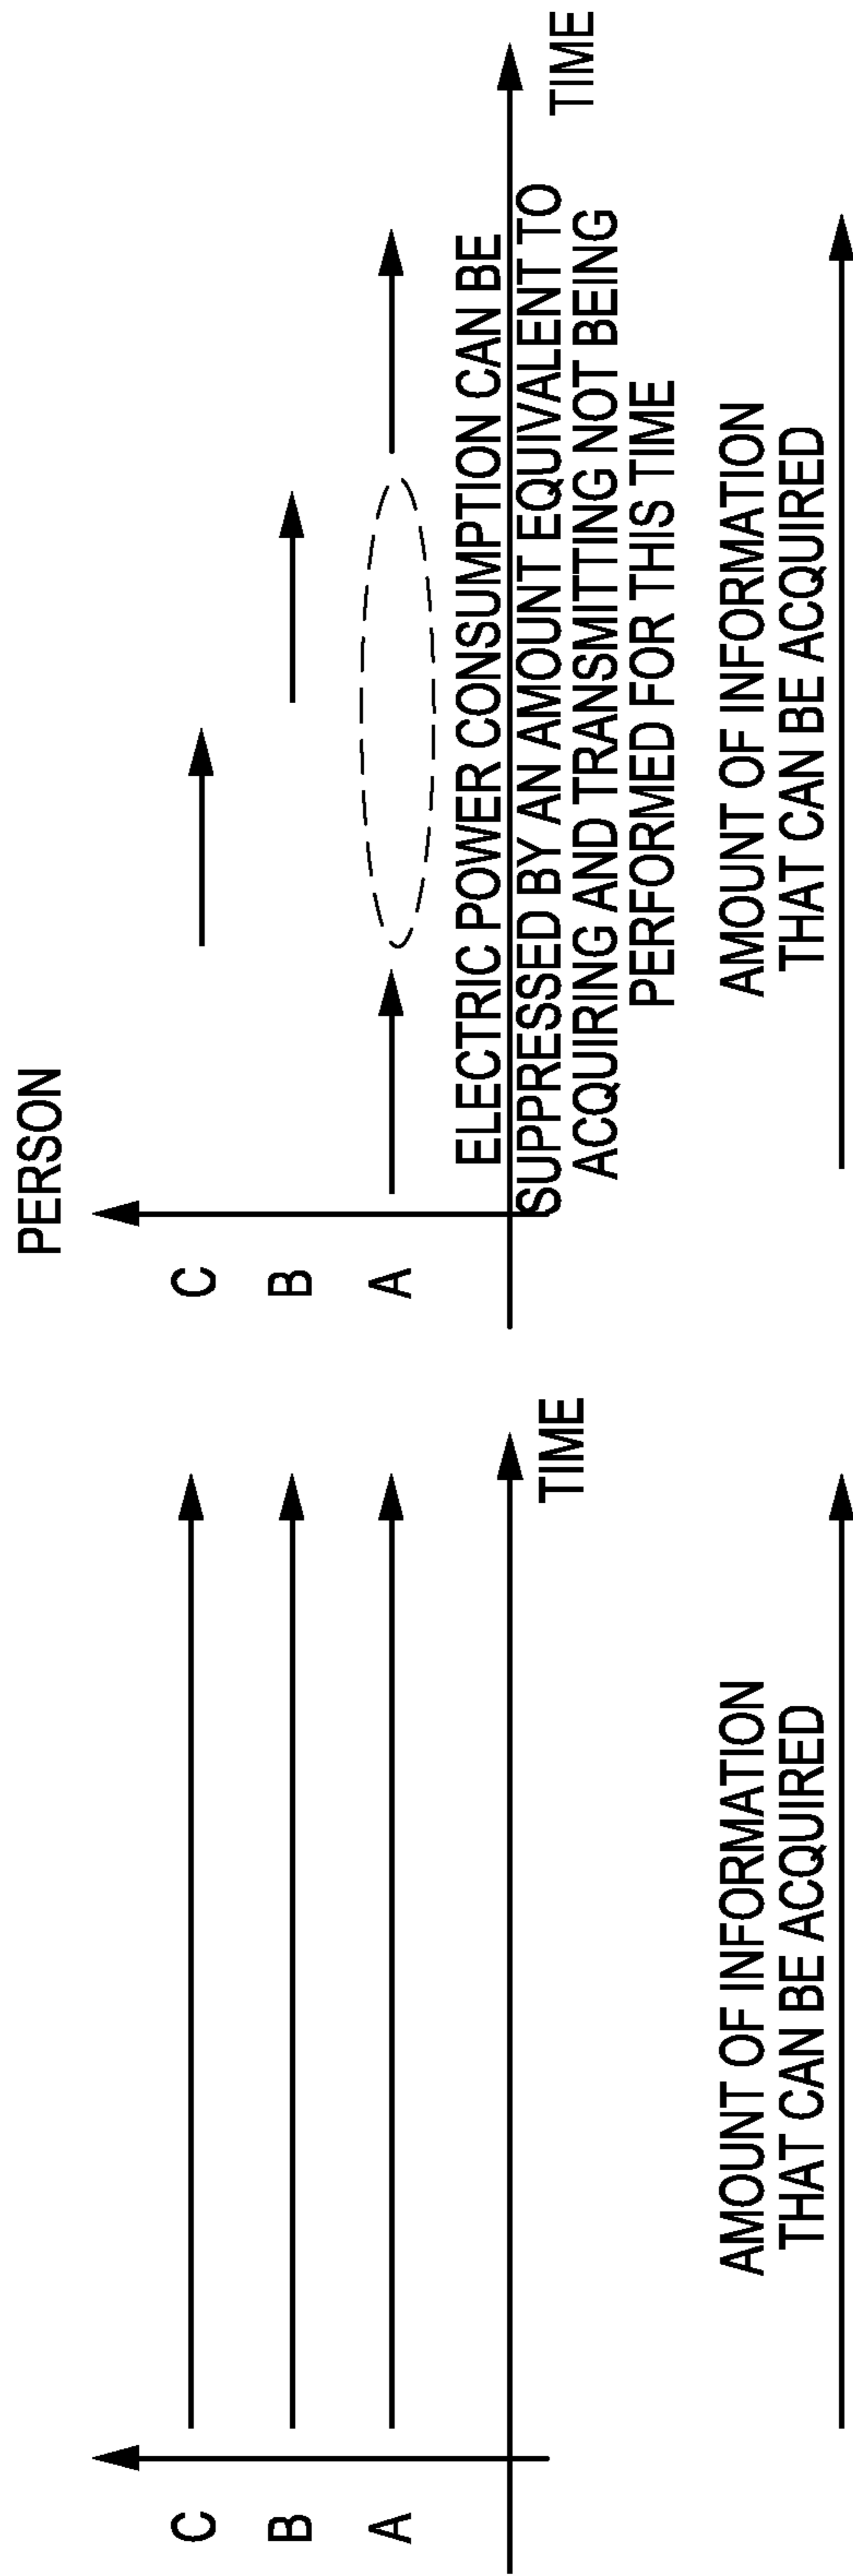 C
B
A
TIME
AMOUNT OF INFORMATION
THAT CAN BE ACQUIRED
PERSON
C
B
A
TIME
ELECTRIC POWER CONSUMPTION CAN BE
SUPPRESSED BY AN AMOUNT EQUIVALENT TO
ACQUIRING AND TRANSMITTING NOT BEING
PERFORMED FOR THIS TIME
AMOUNT OF INFORMATION
THAT CAN BE ACQUIRED